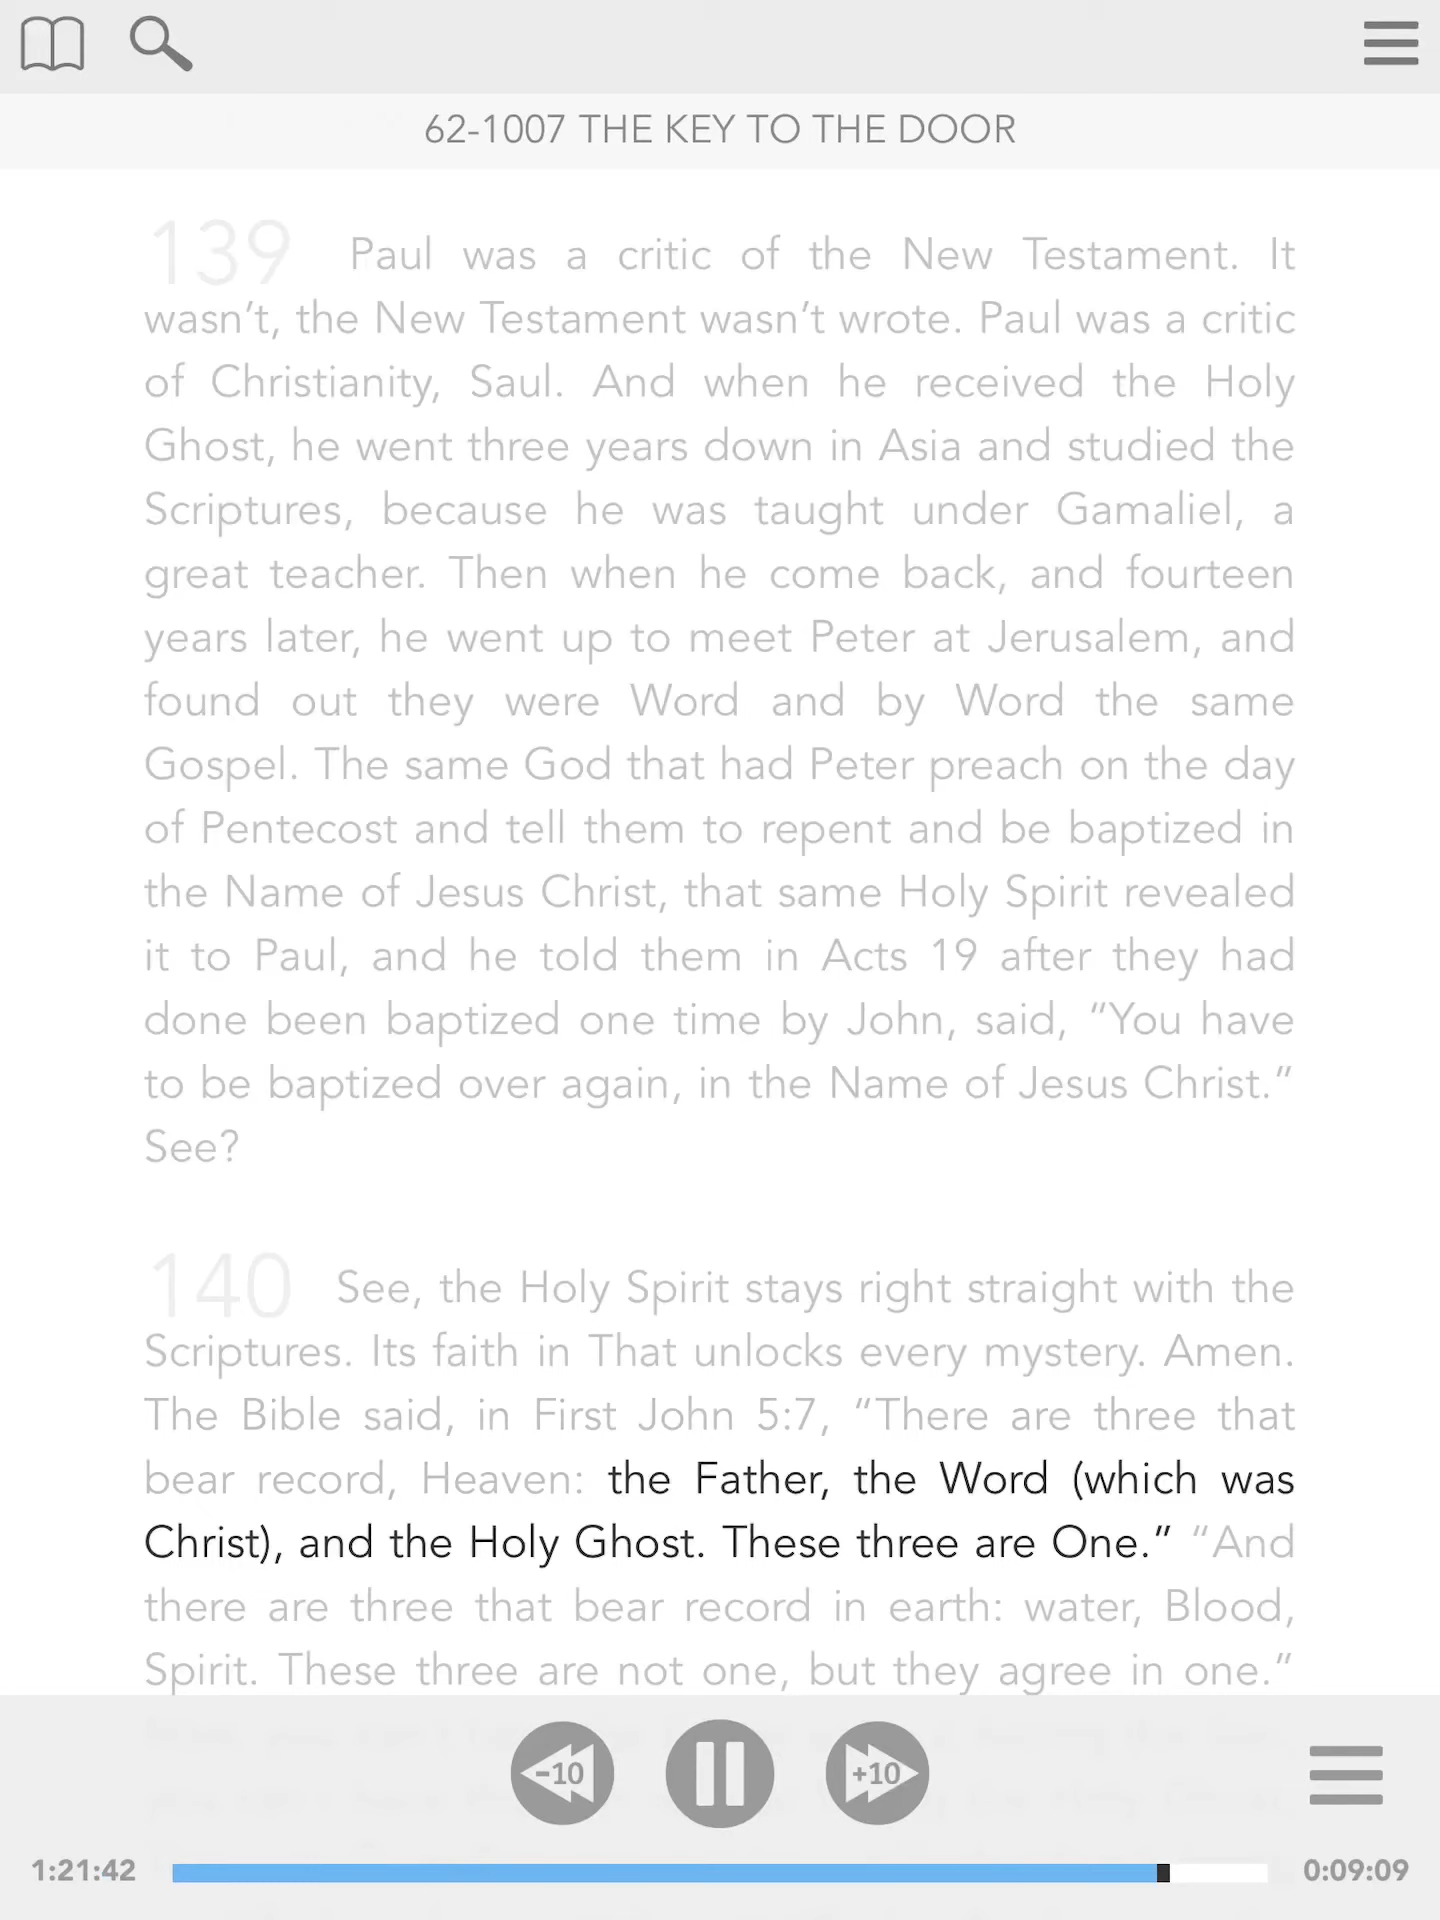 62-1007 THE KEY TO THE DOOR
139 Paul was a critic of the New Testament. It
wasn’t, the New Testament wasn’t wrote. Paul was a critic
of Christianity, Saul. And when he received the Holy
Ghost, he went three years down in Asia and studied the
Scriptures, because he was taught under Gamaliel, a
great teacher. Then when he come back, and fourteen
years later, he went up to meet Peter at Jerusalem, and
found out they were Word and by Word the same
Gospel. The same God that had Peter preach on the day
of Pentecost and tell them to repent and be baptized in
the Name of Jesus Christ, that same Holy Spirit revealed
it to Paul, and he told them in Acts 19 after they had
done been baptized one time by John, said, “You have
to be baptized over again, in the Name of Jesus Christ.”
See?
140 See, the Holy Spirit stays right straight with the
Scriptures. Its faith in That unlocks every mystery. Amen.
The Bible said, in First John 5:7, “There are three that
bear record, Heaven: the Father, the Word (which was
Christ), and the Holy Ghost. These three are One.” “And
there are three that bear record in earth: water, Blood,
Spirit. These three are not one, but they agree in one.”
-10 +10
1:21:42 0:09:09